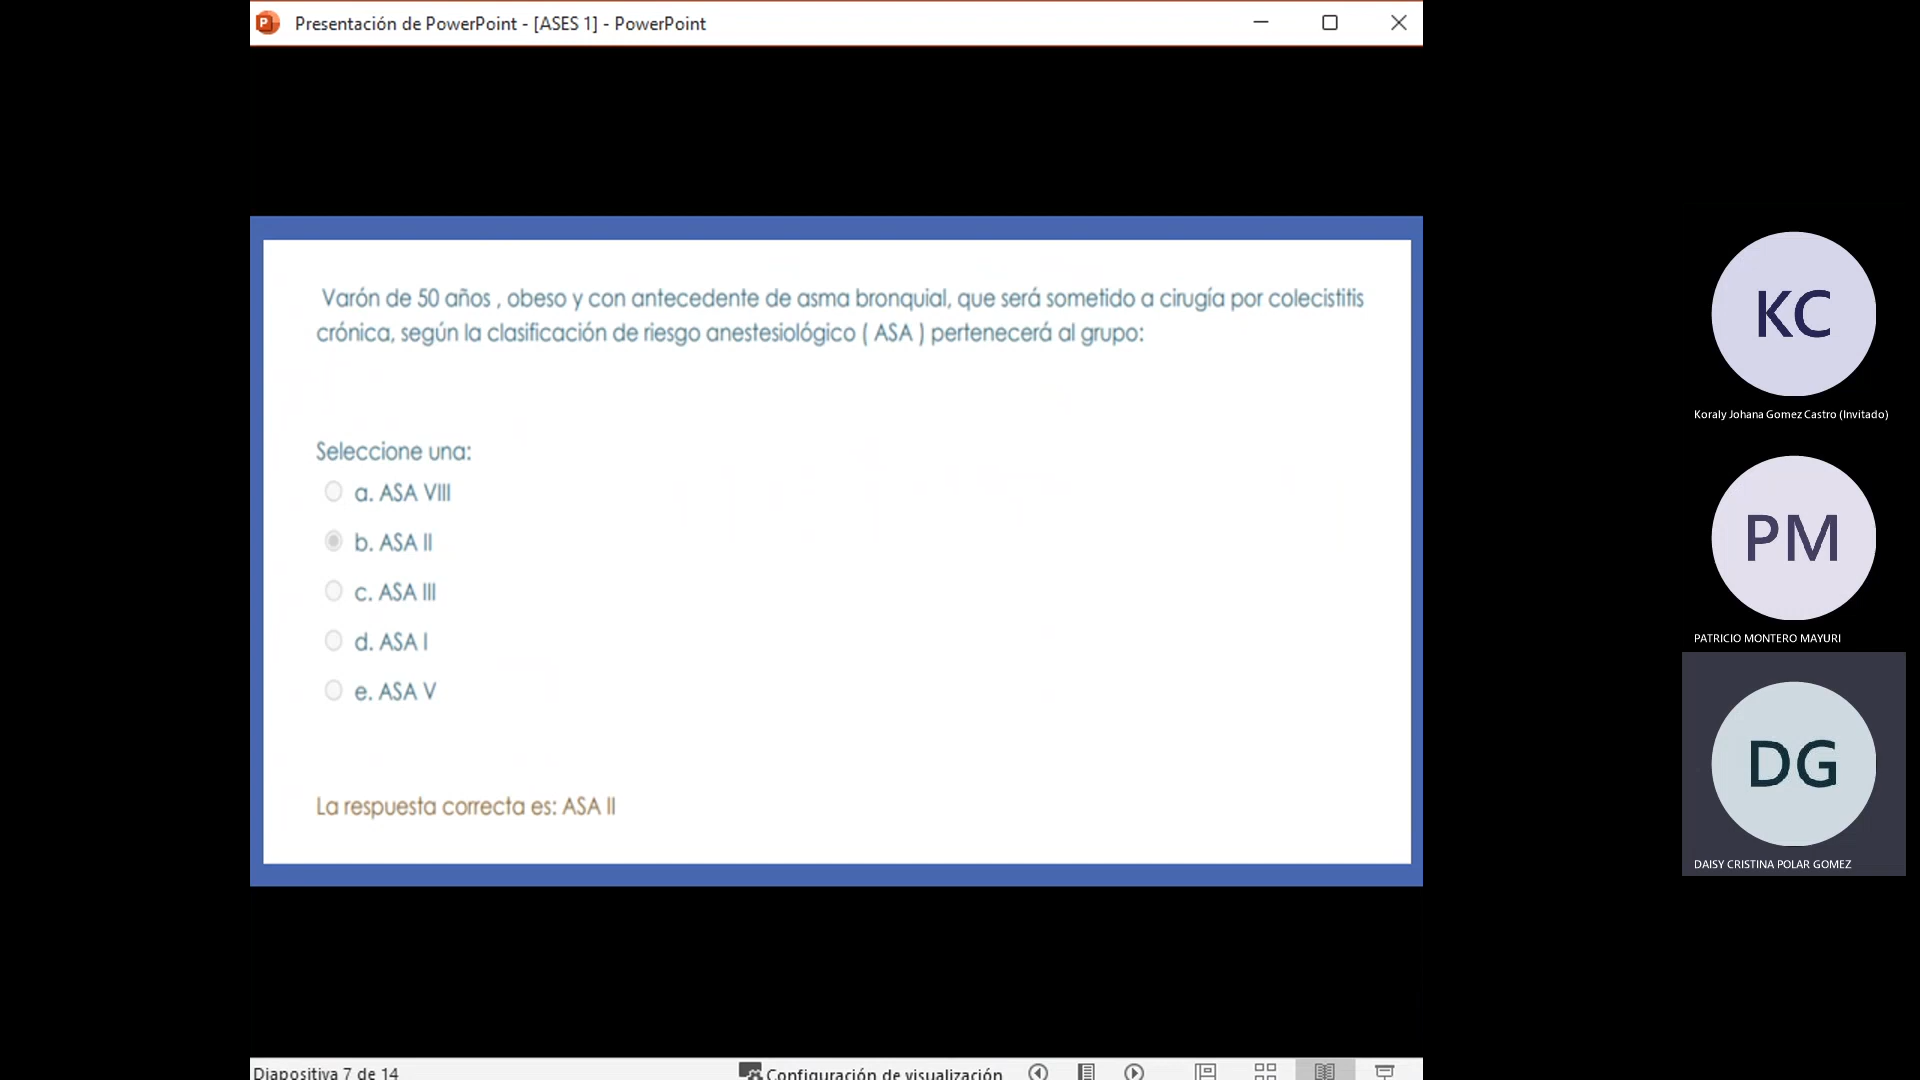 Presentación de PowerPoint - [ASES 1] - PowerPoint
Varón de 50 años , obeso y con antecedente de asma bronquial, que será sometido a cirugía por colecistitis
crónica, según la clasificación de riesgo anestesiológico ( ASA ) pertenecerá al grupo:
Seleccione una:
a. ASA VIII
b. ASA II
c. ASA III
d. ASA I
e. ASA V
La respuesta correcta es: ASA II
Diapositiva 7 de 14
Configuración de visualización
KC
Koraly Johana Gomez Castro (Invitado)
PM
PATRICIO MONTERO MAYURI
DG
DAISY CRISTINA POLAR GOMEZ